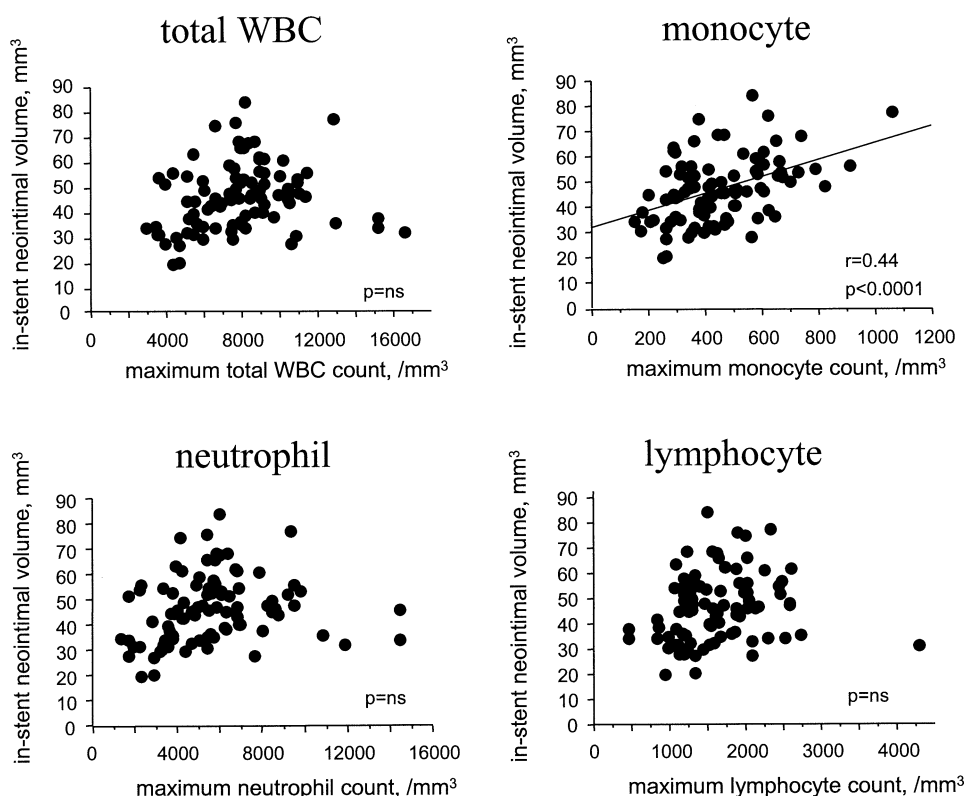 total WBC
in-stent neointimal volume, mm³
90
80
70
60
50
40
30
20
10
0
p=ns
0 4000 8000 12000 16000
maximum total WBC count, /mm³
monocyte
in-stent neointimal volume, mm³
90
80
70
60
50
40
30
20
10
0
r=0.44
p<0.0001
0 200 400 600 800 1000 1200
maximum monocyte count, /mm³
neutrophil
in-stent neointimal volume, mm³
90
80
70
60
50
40
30
20
10
0
p=ns
0 4000 8000 12000 16000
maximum neutrophil count, /mm³
lymphocyte
in-stent neointimal volume, mm³
90
80
70
60
50
40
30
20
10
0
p=ns
0 1000 2000 3000 4000
maximum lymphocyte count, /mm³